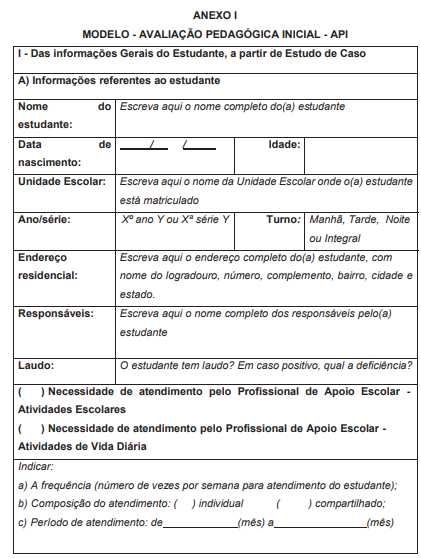 ANEXO I
MODELO - AVALIAÇÃO PEDAGÓGICA INICIAL - API
I - Das informações Gerais do Estudante, a partir de Estudo de Caso
A) Informações referentes ao estudante
Nome do estudante: Escreva aqui o nome completo do(a) estudante
Data de nascimento: ____/____/____ Idade:
Unidade Escolar: Escreva aqui o nome da Unidade Escolar onde o(a) estudante
está matriculado
Ano/série: Xº ano Y ou Xª série Y Turno: Manhã, Tarde, Noite
ou Integral
Endereço residencial: Escreva aqui o endereço completo do(a) estudante, com
nome do logradouro, número, complemento, bairro, cidade e
estado.
Responsáveis: Escreva aqui o nome completo dos responsáveis pelo(a)
estudante
Laudo: O estudante tem laudo? Em caso positivo, qual a deficiência?
( ) Necessidade de atendimento pelo Profissional de Apoio Escolar -
Atividades Escolares
( ) Necessidade de atendimento pelo Profissional de Apoio Escolar -
Atividades de Vida Diária
Indicar:
a) A frequência (número de vezes por semana para atendimento do estudante);
b) Composição do atendimento: ( ) individual ( ) compartilhado;
c) Período de atendimento: de____________(mês) a_______________(mês)